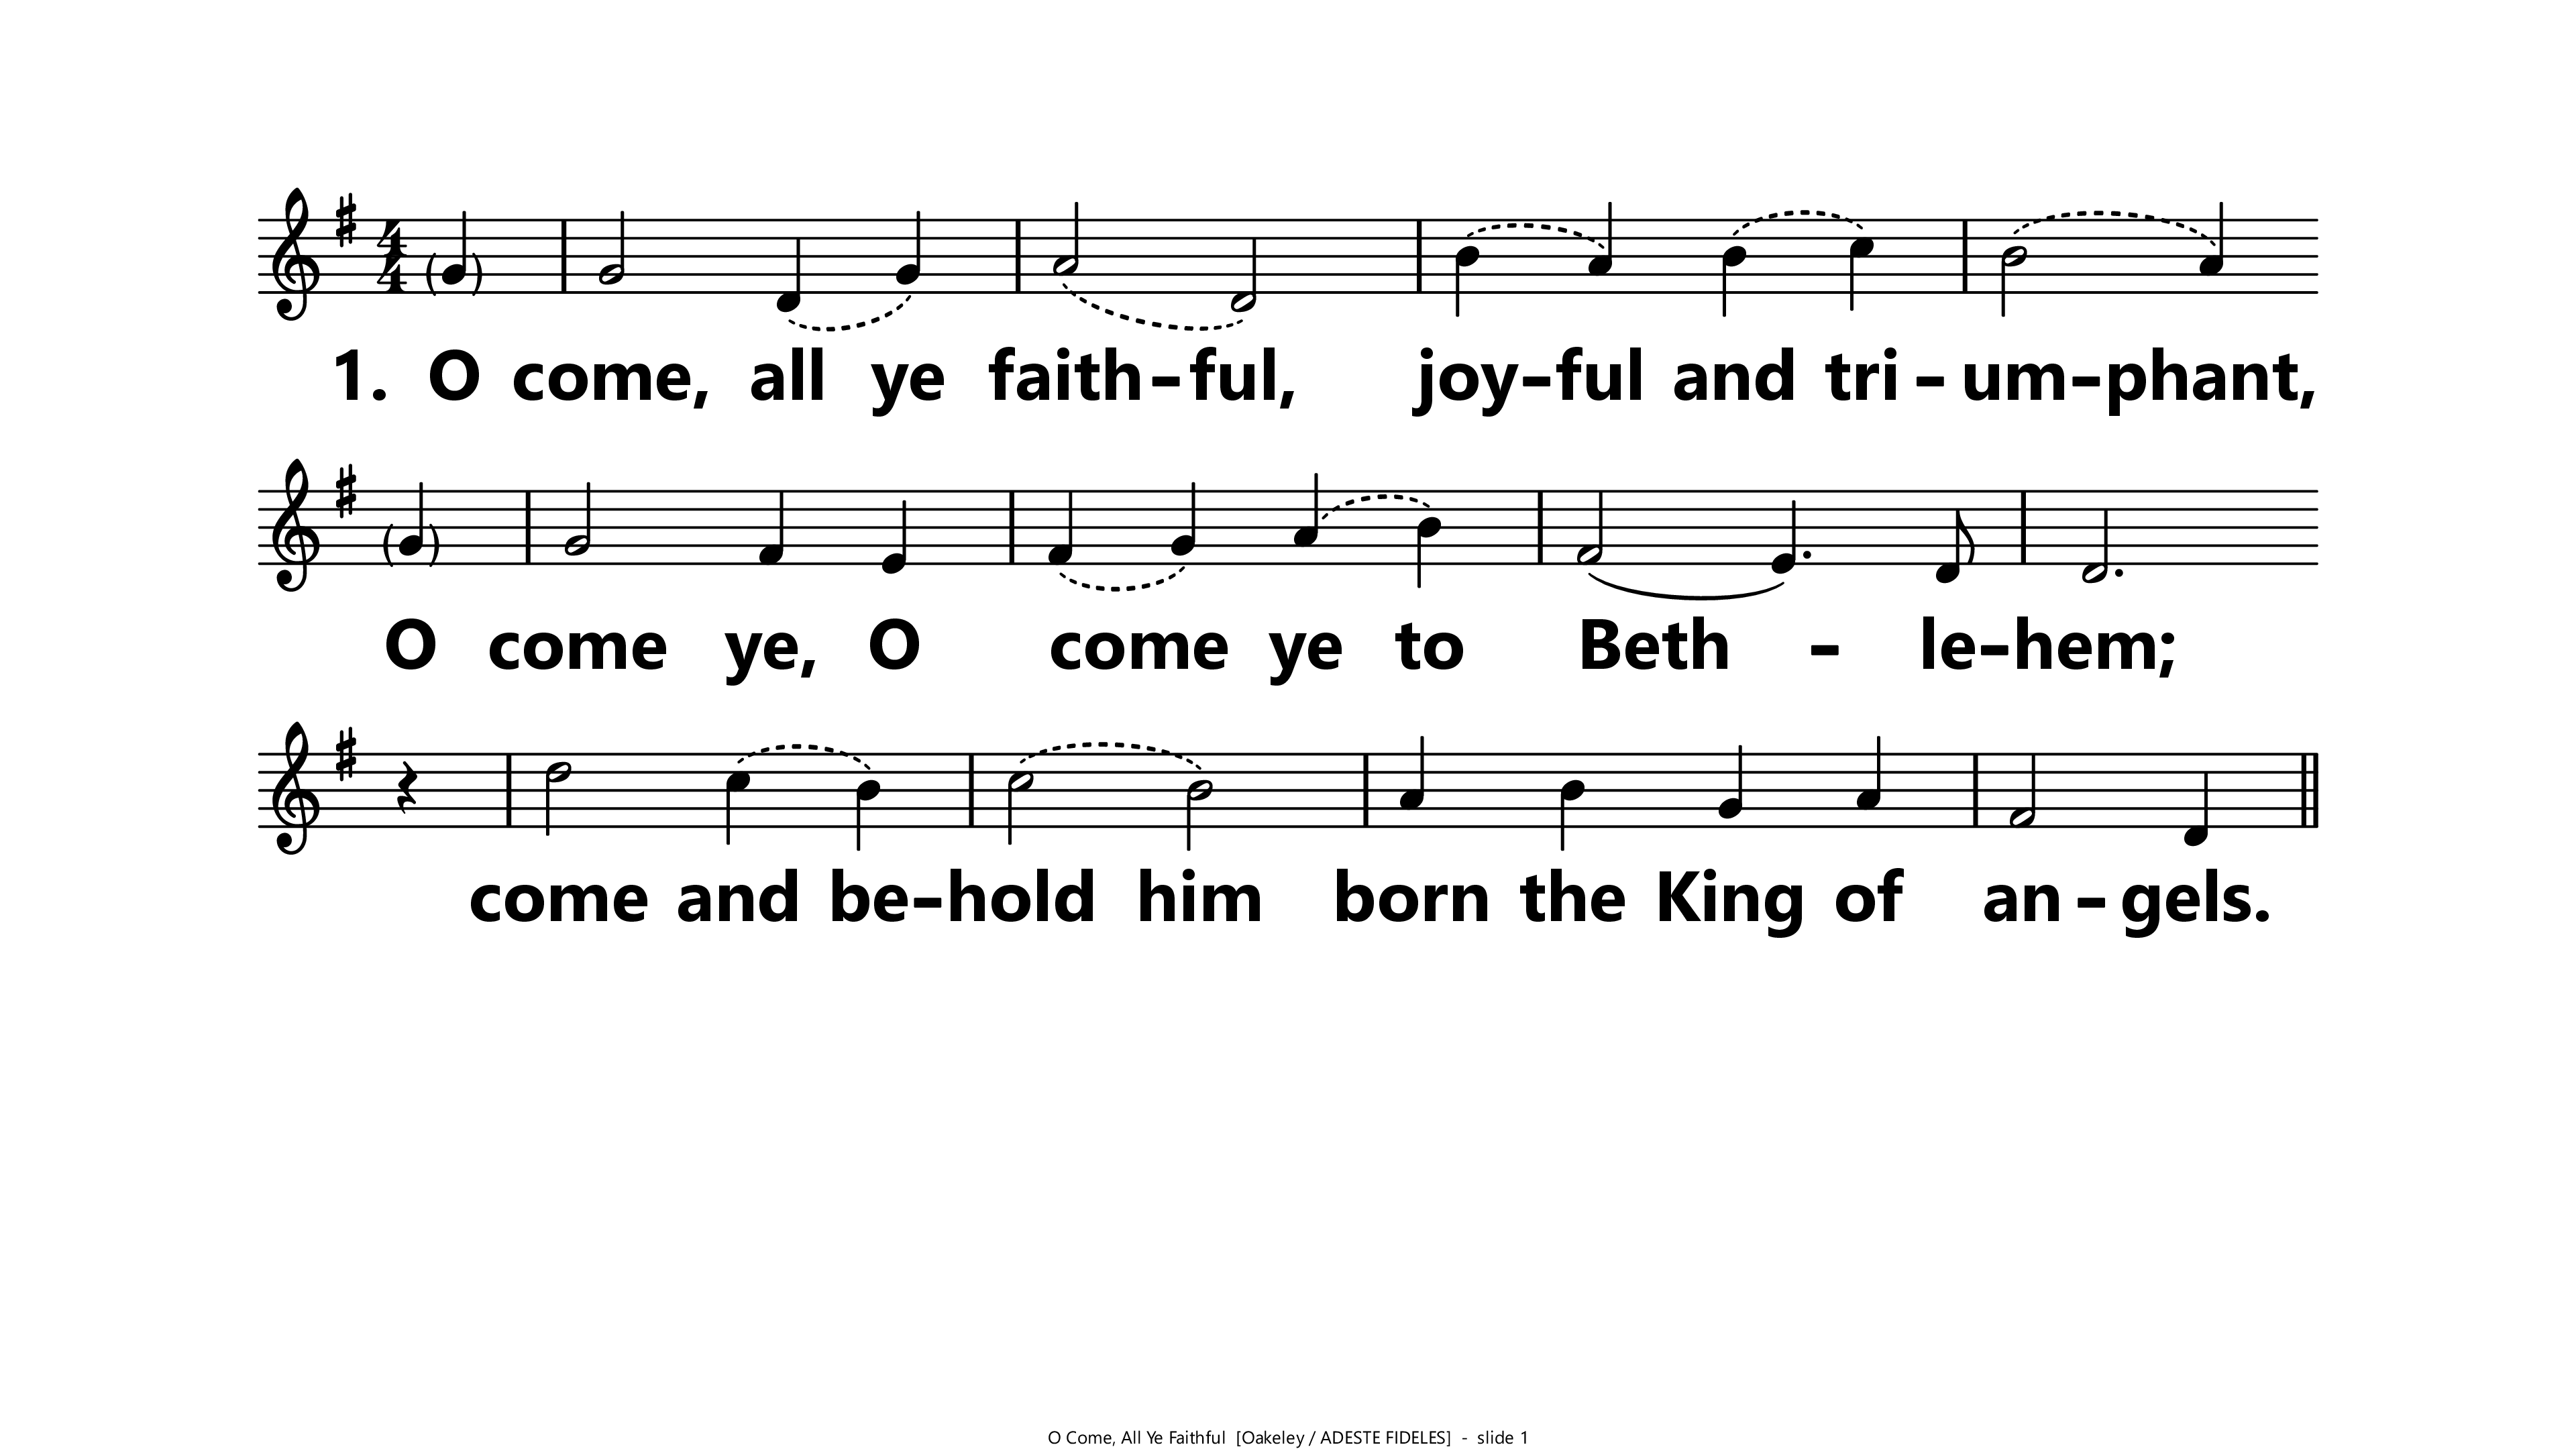 1. O come, all ye faith-ful, joy-ful and tri-um-phant,
O come ye, O come ye to Beth - le-hem;
come and be-hold him born the King of an-gels.
O Come, All Ye Faithful [Oakeley / ADESTE FIDELES] - slide 1